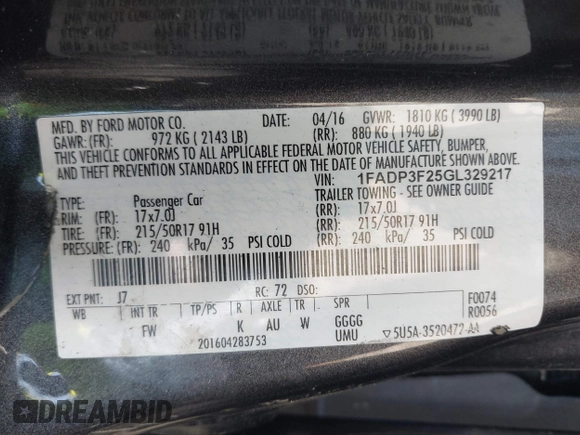 MFD. BY FORD MOTOR CO. 04/16 GVWR: 1810 KG ( 3990 LB)
GAWR: (FR): 972 KG ( 2143 LB) (RR): 880 KG ( 1940 LB)
THIS VEHICLE CONFORMS TO ALL APPLICABLE FEDERAL MOTOR VEHICLE SAFETY, BUMPER,
AND THEFT PREVENTION STANDARDS IN EFFECT ON THE DATE OF MANUFACTURE SHOWN ABOVE.
VIN: 1FADP3F25GL329217
TYPE: Passenger Car TRAILER TOWING - SEE OWNER GUIDE
RIM: (FR): 17x7.0J (RR): 17x7.0J
TIRE: (FR): 215/50R17 91H (RR): 215/50R17 91H
PRESSURE: (FR): 240 kPa/ 35 PSI COLD (RR): 240 kPa/ 35 PSI COLD
EXT PNT: J7 RC: 72 DSO: F0074
WB INT TR TP/PS R AXLE TR SPR R0056
FW K AU W GGGG
UMU
201604283753 ▽5U5A-3520472-AA
DREAMBID